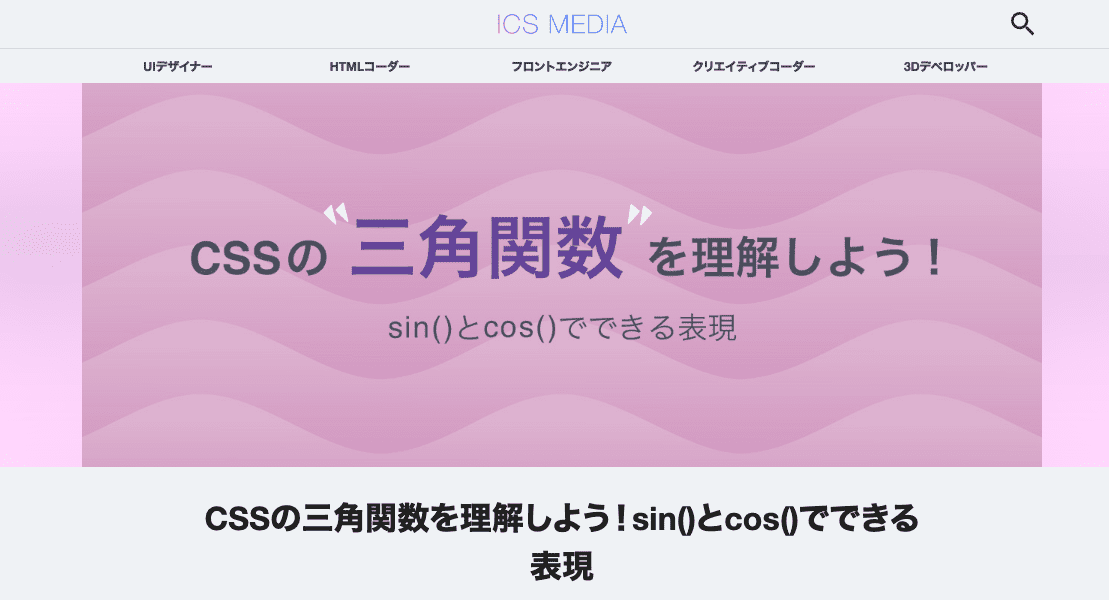 ICS MEDIA
UIデザイナー
HTMLコーダー
フロントエンジニア
クリエイティブコーダー
3Dデベロッパー
CSSの“三角関数”を理解しよう!
sin()とcos()でできる表現
CSSの三角関数を理解しよう!sin()とcos()でできる
表現